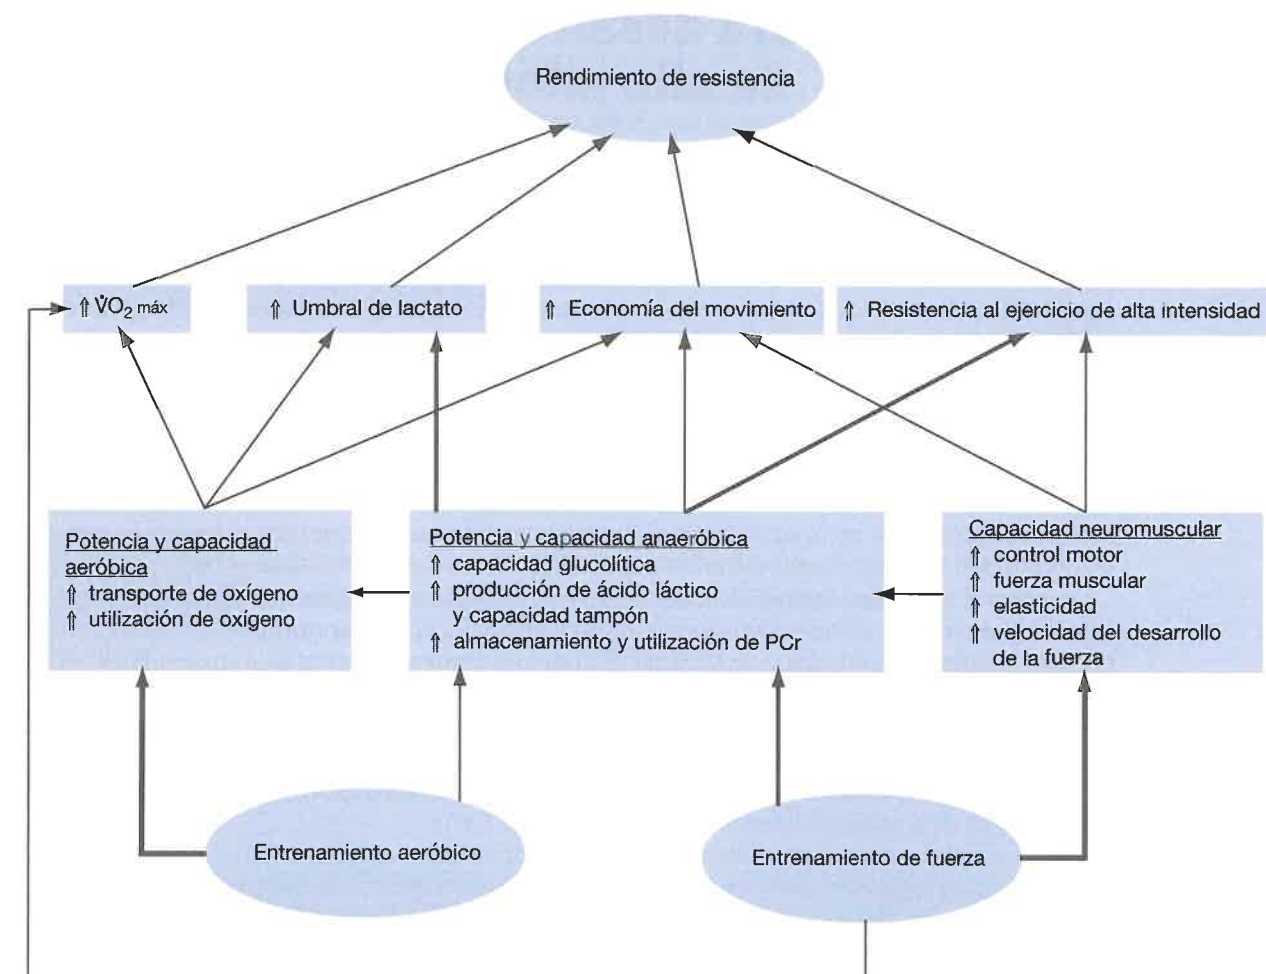 Rendimiento de resistencia
⇑ V̇O₂ máx
⇑ Umbral de lactato
⇑ Economía del movimiento
⇑ Resistencia al ejercicio de alta intensidad
Potencia y capacidad
aeróbica
⇑ transporte de oxígeno
⇑ utilización de oxígeno
Potencia y capacidad anaeróbica
⇑ capacidad glucolítica
⇑ producción de ácido láctico
y capacidad tampón
⇑ almacenamiento y utilización de PCr
Capacidad neuromuscular
⇑ control motor
⇑ fuerza muscular
⇑ elasticidad
⇑ velocidad del desarrollo
de la fuerza
Entrenamiento aeróbico
Entrenamiento de fuerza